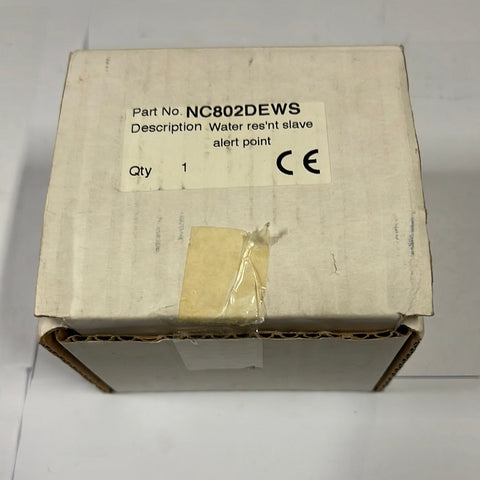 Part No. NC802DEWS
Description Water res'nt slave
alert point
Qty 1
CE